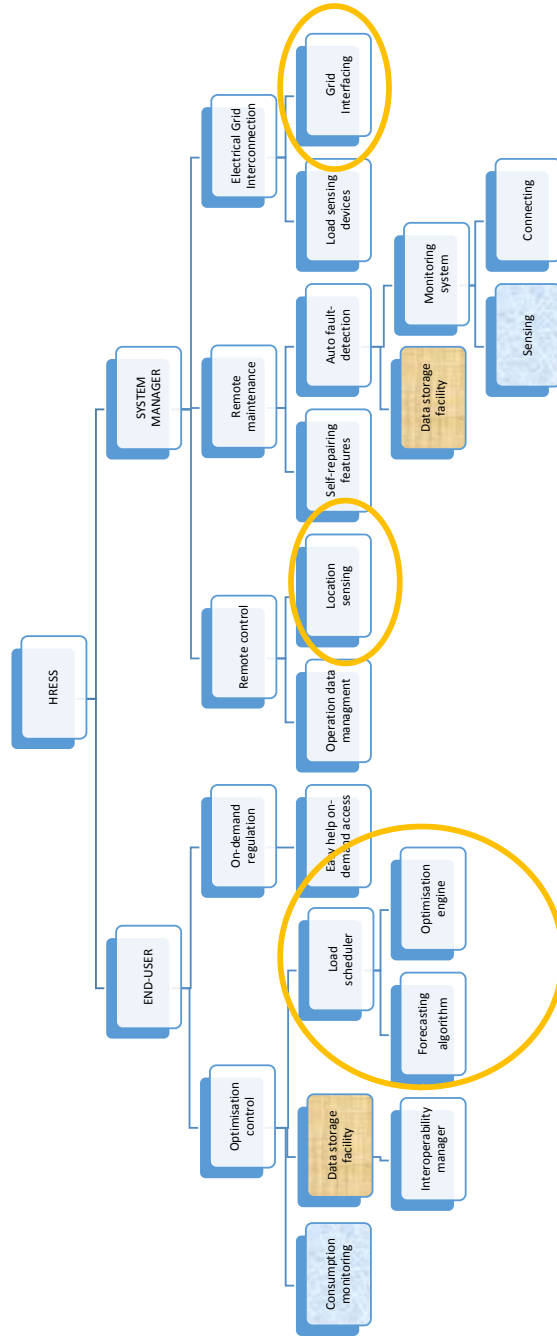 HRESS
END-USER
SYSTEM
MANAGER
Optimisation
control
On-demand
regulation
Remote control
Remote
maintenance
Electrical Grid
Interconnection
Consumption
monitoring
Data storage
facility
Load
scheduler
Easy help on-
demand access
Operation data
managment
Location
sensing
Self-repairing
features
Auto fault-
detection
Load sensing
devices
Grid
Interfacing
Interoperability
manager
Forecasting
algorithm
Optimisation
engine
Data storage
facility
Monitoring
system
Sensing
Connecting